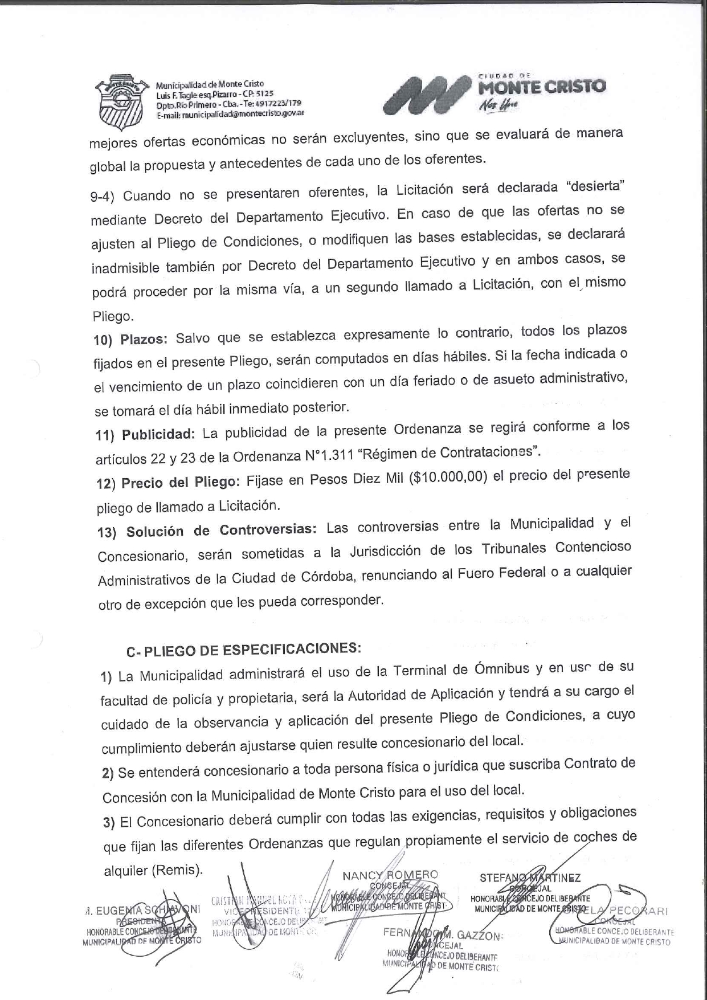 Municipalidad de Monte Cristo
Luis F. Tagle esq.Pizarro - CP. 5125
Dpto.Río Primero - Cba. - Te: 4917223/179
E-mail: municipalidad@montecristo.gov.ar
CIUDAD DE
MONTE CRISTO
Nos Une
mejores ofertas económicas no serán excluyentes, sino que se evaluará de manera
global la propuesta y antecedentes de cada uno de los oferentes.
9-4) Cuando no se presentaren oferentes, la Licitación será declarada “desierta”
mediante Decreto del Departamento Ejecutivo. En caso de que las ofertas no se
ajusten al Pliego de Condiciones, o modifiquen las bases establecidas, se declarará
inadmisible también por Decreto del Departamento Ejecutivo y en ambos casos, se
podrá proceder por la misma vía, a un segundo llamado a Licitación, con el mismo
Pliego.
10) Plazos: Salvo que se establezca expresamente lo contrario, todos los plazos
fijados en el presente Pliego, serán computados en días hábiles. Si la fecha indicada o
el vencimiento de un plazo coincidieren con un día feriado o de asueto administrativo,
se tomará el día hábil inmediato posterior.
11) Publicidad: La publicidad de la presente Ordenanza se regirá conforme a los
artículos 22 y 23 de la Ordenanza N°1.311 “Régimen de Contrataciones”.
12) Precio del Pliego: Fijase en Pesos Diez Mil ($10.000,00) el precio del presente
pliego de llamado a Licitación.
13) Solución de Controversias: Las controversias entre la Municipalidad y el
Concesionario, serán sometidas a la Jurisdicción de los Tribunales Contencioso
Administrativos de la Ciudad de Córdoba, renunciando al Fuero Federal o a cualquier
otro de excepción que les pueda corresponder.
C- PLIEGO DE ESPECIFICACIONES:
1) La Municipalidad administrará el uso de la Terminal de Ómnibus y en uso de su
facultad de policía y propietaria, será la Autoridad de Aplicación y tendrá a su cargo el
cuidado de la observancia y aplicación del presente Pliego de Condiciones, a cuyo
cumplimiento deberán ajustarse quien resulte concesionario del local.
2) Se entenderá concesionario a toda persona física o jurídica que suscriba Contrato de
Concesión con la Municipalidad de Monte Cristo para el uso del local.
3) El Concesionario deberá cumplir con todas las exigencias, requisitos y obligaciones
que fijan las diferentes Ordenanzas que regulan propiamente el servicio de coches de
alquiler (Remis).
EUGENIA SCHIAVONI
PRESIDENTA
HONORABLE CONCEJO DELIBERANTE
MUNICIPALIDAD DE MONTE CRISTO
VICEPRESIDENTE
HONORABLE CONCEJO
MUNICIPALIDAD DE
NANCY ROMERO
CONCEJAL
HONORABLE CONCEJO DELIBERANT
MUNICIPALIDAD DE MONTE CRIST
STEFANO MARTINEZ
CONCEJAL
HONORABLE CONCEJO DELIBERANTE
MUNICIPALIDAD DE MONTE CRISTO
PECORARI
CONCEJAL
HONORABLE CONCEJO DELIBERANTE
MUNICIPALIDAD DE MONTE CRISTO
FERNANDO M. GAZZONI
CONCEJAL
HONORABLE CONCEJO DELIBERANTE
MUNICIPALIDAD DE MONTE CRISTO